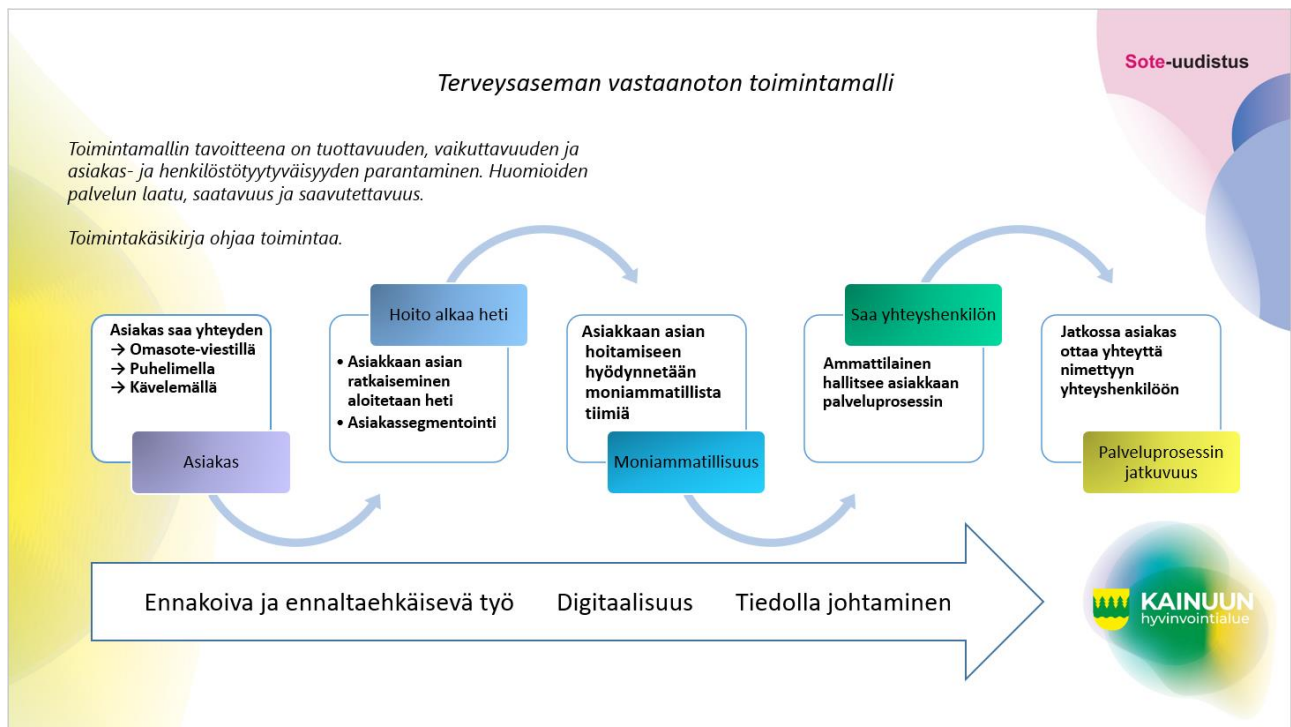 Sote-uudistus
Terveysaseman vastaanoton toimintamalli
Toimintamallin tavoitteena on tuottavuuden, vaikuttavuuden ja
asiakas- ja henkilöstötyytyväisyyden parantaminen. Huomioiden
palvelun laatu, saatavuus ja saavutettavuus.
Toimintakäsikirja ohjaa toimintaa.
Asiakas saa yhteyden
→ Omasote-viestillä
→ Puhelimella
→ Kävelemällä
Asiakas
Hoito alkaa heti
• Asiakkaan asian
ratkaiseminen
aloitetaan heti
• Asiakassegmentointi
Asiakkaan asian
hoitamiseen
hyödynnetään
moniammatillista
tiimiä
Moniammatillisuus
Saa yhteyshenkilön
Ammattilainen
hallitsee asiakkaan
palveluprosessin
Jatkossa asiakas
ottaa yhteyttä
nimettyyn
yhteyshenkilöön
Palveluprosessin
jatkuvuus
Ennakoiva ja ennaltaehkäisevä työ Digitaalisuus Tiedolla johtaminen
KAINUUN
hyvinvointialue